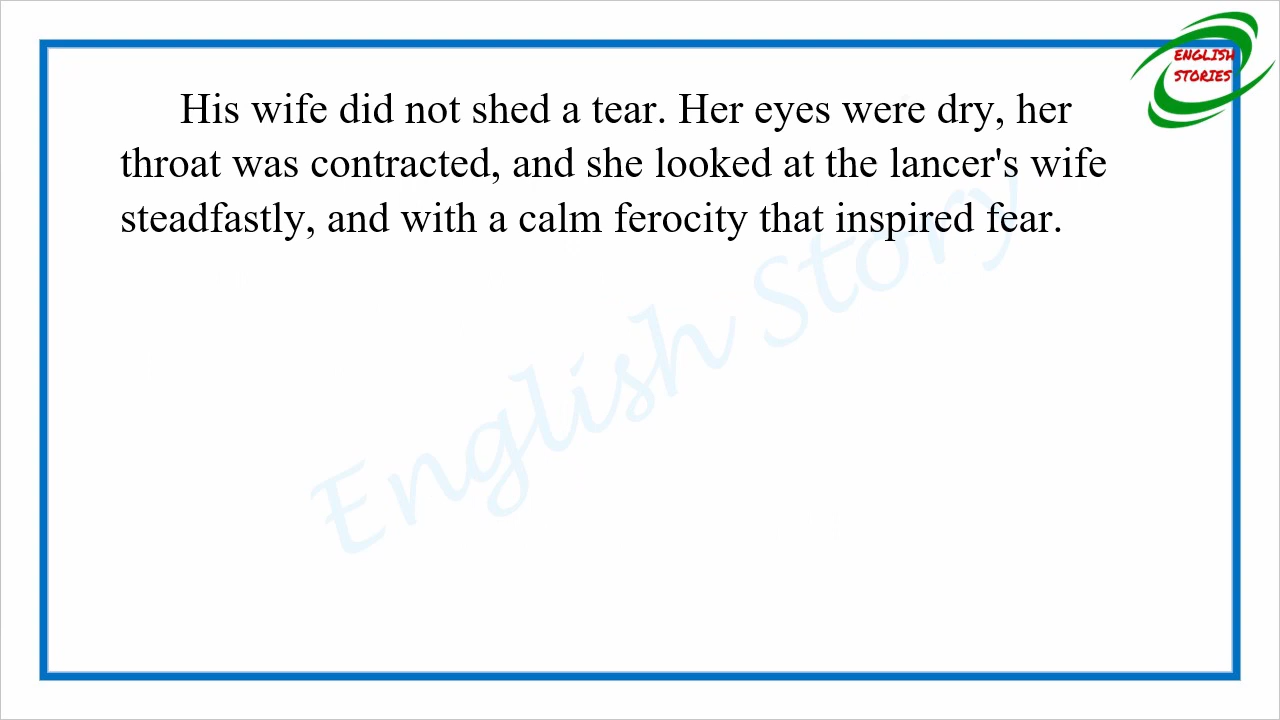 ENGLISH
STORIES
His wife did not shed a tear. Her eyes were dry, her
throat was contracted, and she looked at the lancer's wife
steadfastly, and with a calm ferocity that inspired fear.
English Story